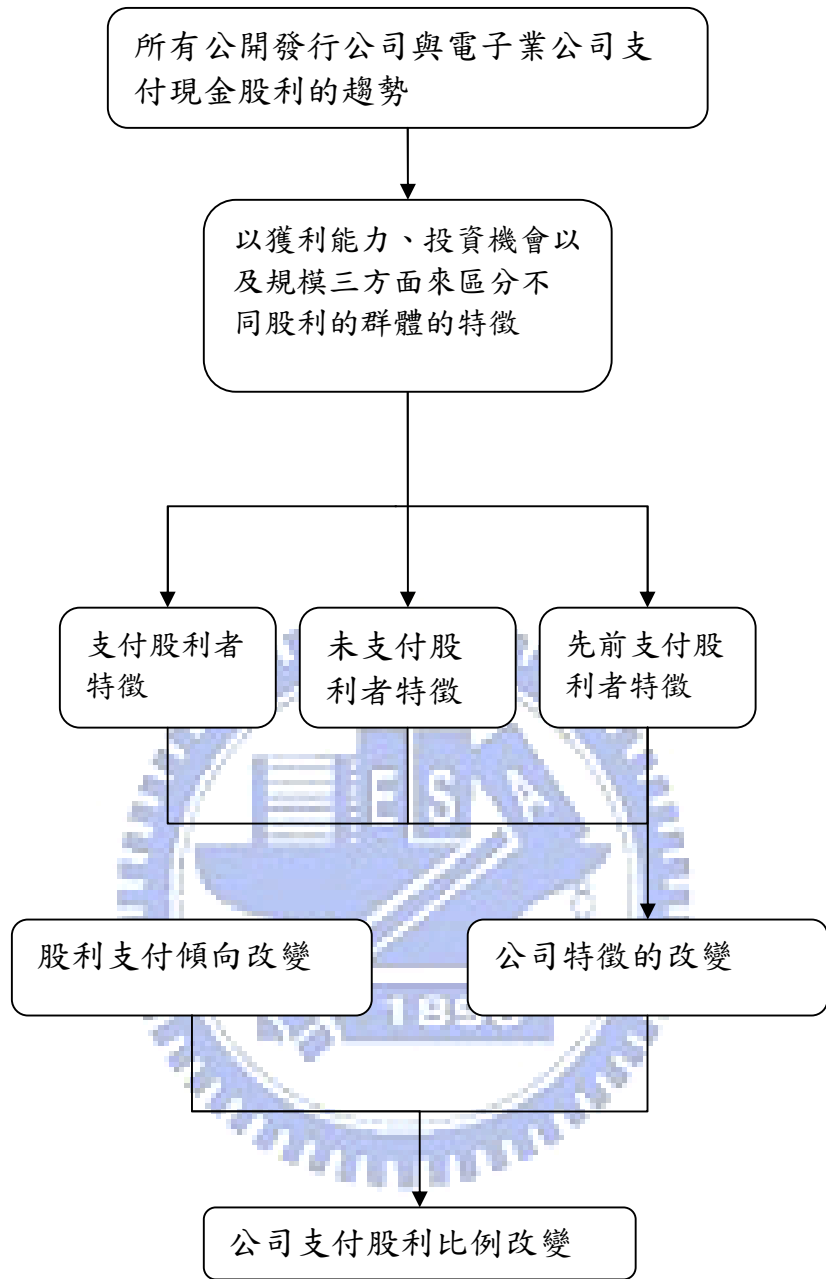 所有公開發行公司與電子業公司支
付現金股利的趨勢
以獲利能力、投資機會以
及規模三方面來區分不
同股利的群體的特徵
支付股利者
特徵
未支付股
利者特徵
先前支付股
利者特徵
E S A
股利支付傾向改變
公司特徵的改變
公司支付股利比例改變